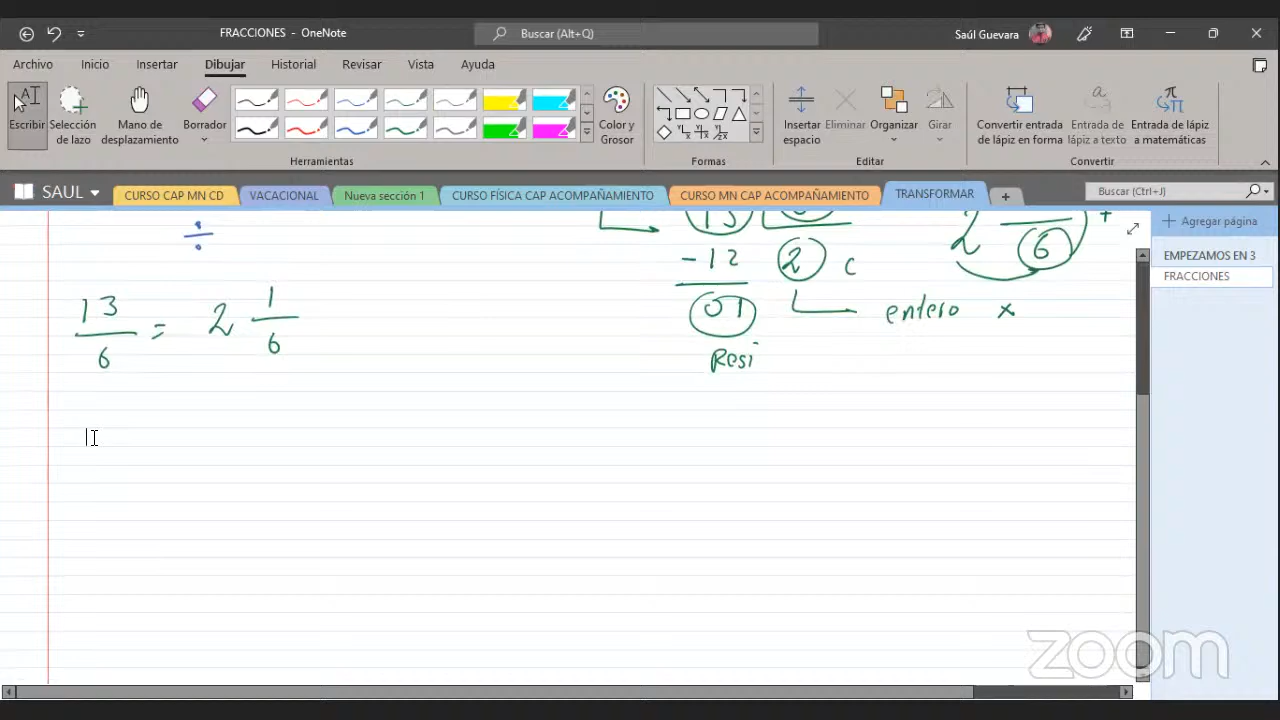 FRACCIONES - OneNote
Buscar (Alt+Q)
Saúl Guevara
Archivo Inicio Insertar Dibujar Historial Revisar Vista Ayuda
Escribir
Selección de lazo
Mano de desplazamiento
Borrador
Color y Grosor
Insertar espacio
Eliminar
Organizar
Girar
Convertir entrada de lápiz en forma
Entrada de lápiz a texto
Entrada de lápiz a matemáticas
Herramientas Formas Editar Convertir
SAUL CURSO CAP MN CD VACACIONAL Nueva sección 1 CURSO FÍSICA CAP ACOMPAÑAMIENTO CURSO MN CAP ACOMPAÑAMIENTO TRANSFORMAR + Buscar (Ctrl+J)
Agregar página
EMPEZAMOS EN 3
FRACCIONES
÷
13/6 = 2 1/6
13
-12 2 c
01 entero x
Resi
2 6 +
zoom